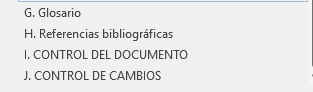 G. Glosario
H. Referencias bibliográficas
I. CONTROL DEL DOCUMENTO
J. CONTROL DE CAMBIOS